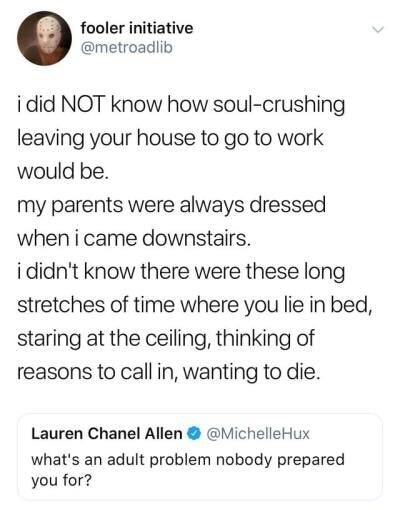 fooler initiative
@metroadlib
i did NOT know how soul-crushing
leaving your house to go to work
would be.
my parents were always dressed
when i came downstairs.
i didn't know there were these long
stretches of time where you lie in bed,
staring at the ceiling, thinking of
reasons to call in, wanting to die.
Lauren Chanel Allen @MichelleHux
what's an adult problem nobody prepared
you for?